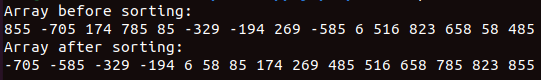 Array before sorting:
855 -705 174 785 85 -329 -194 269 -585 6 516 823 658 58 485
Array after sorting:
-705 -585 -329 -194 6 58 85 174 269 485 516 658 785 823 855